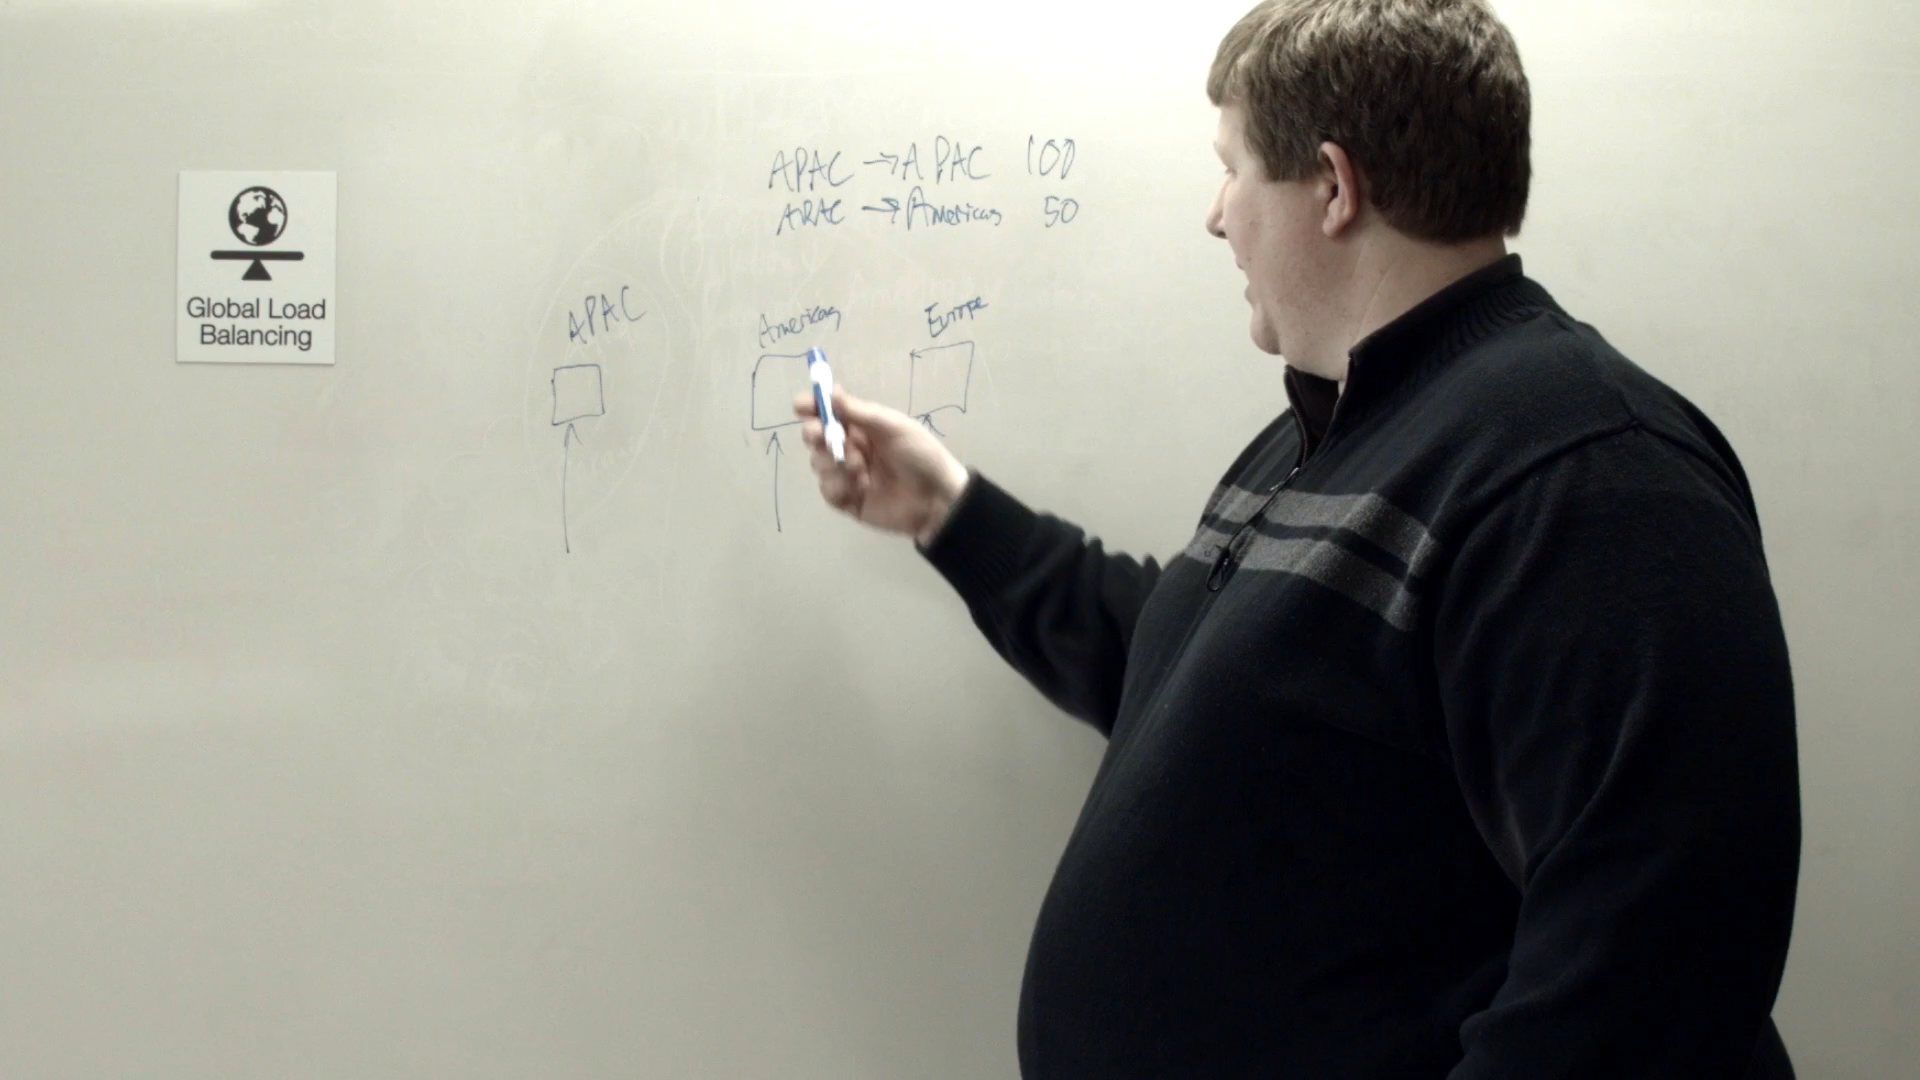 APAC → APAC 100
APAC → Americas 50
Global Load
Balancing
APAC
Americas
Europe